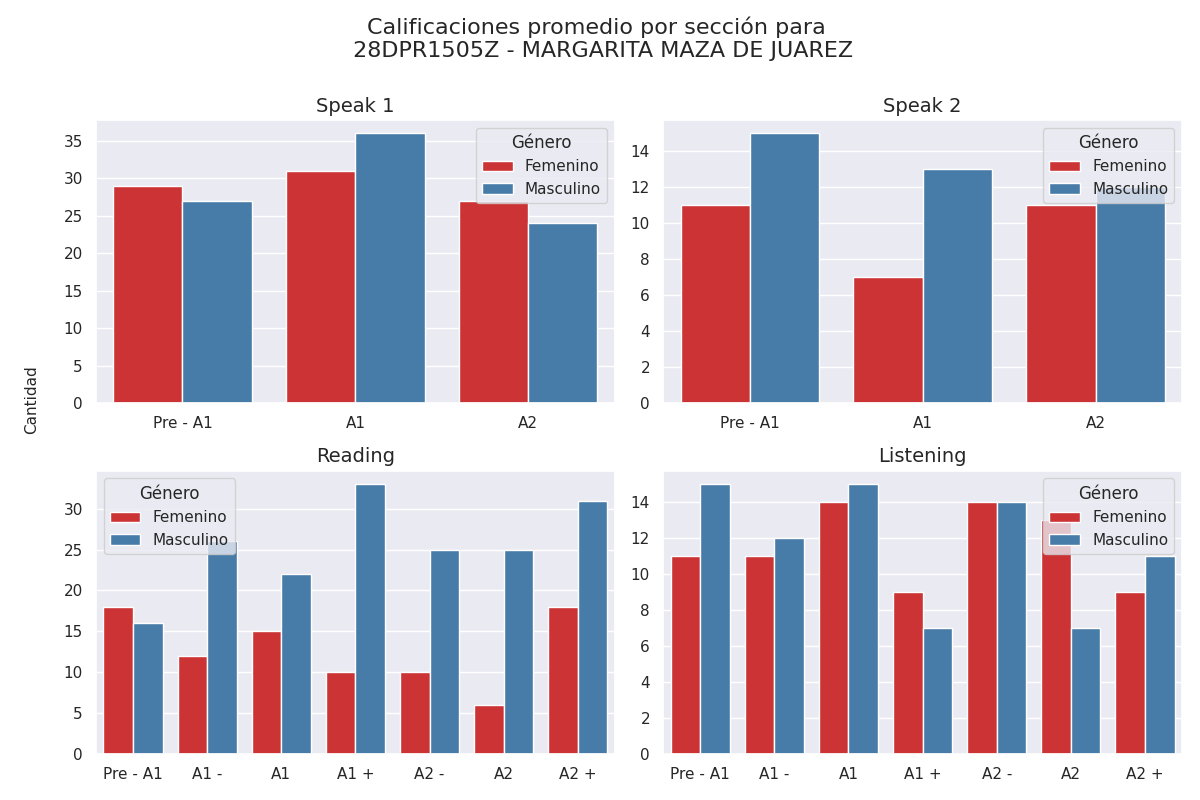 Calificaciones promedio por sección para
28DPR1505Z - MARGARITA MAZA DE JUAREZ
Cantidad
Speak 1
35
30
25
20
15
10
5
0
Género
Femenino
Masculino
Pre - A1 A1 A2
Speak 2
14
12
10
8
6
4
2
0
Género
Femenino
Masculino
Pre - A1 A1 A2
Reading
30
25
20
15
10
5
0
Género
Femenino
Masculino
Pre - A1 A1 - A1 A1 + A2 - A2 A2 +
Listening
14
12
10
8
6
4
2
0
Género
Femenino
Masculino
Pre - A1 A1 - A1 A1 + A2 - A2 A2 +